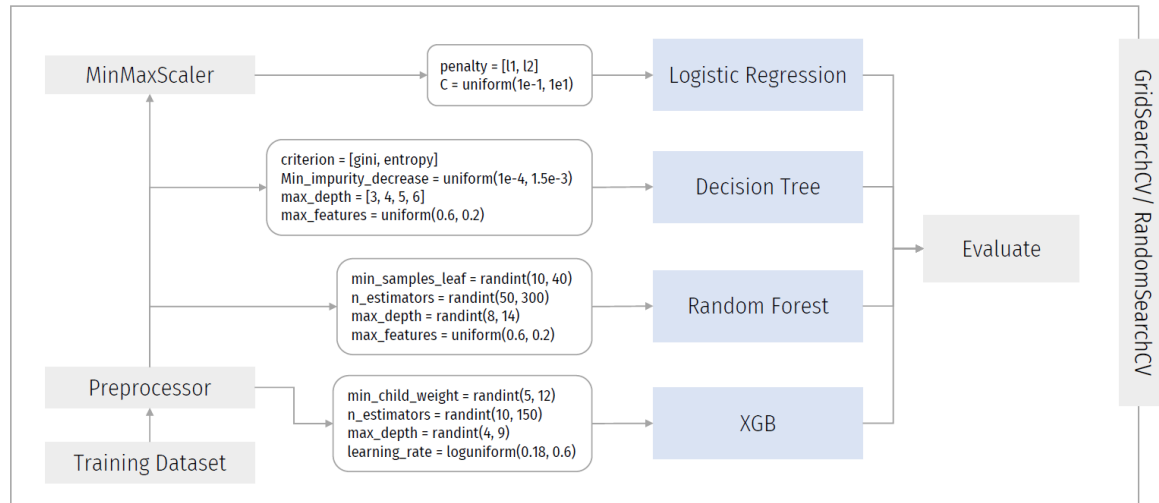 MinMaxScaler
penalty = [l1, l2]
C = uniform(1e-1, 1e1)
Logistic Regression
criterion = [gini, entropy]
Min_impurity_decrease = uniform(1e-4, 1.5e-3)
max_depth = [3, 4, 5, 6]
max_features = uniform(0.6, 0.2)
Decision Tree
min_samples_leaf = randint(10, 40)
n_estimators = randint(50, 300)
max_depth = randint(8, 14)
max_features = uniform(0.6, 0.2)
Random Forest
Preprocessor
min_child_weight = randint(5, 12)
n_estimators = randint(10, 150)
max_depth = randint(4, 9)
learning_rate = loguniform(0.18, 0.6)
XGB
Training Dataset
Evaluate
GridSearchCV/ RandomSearchCV